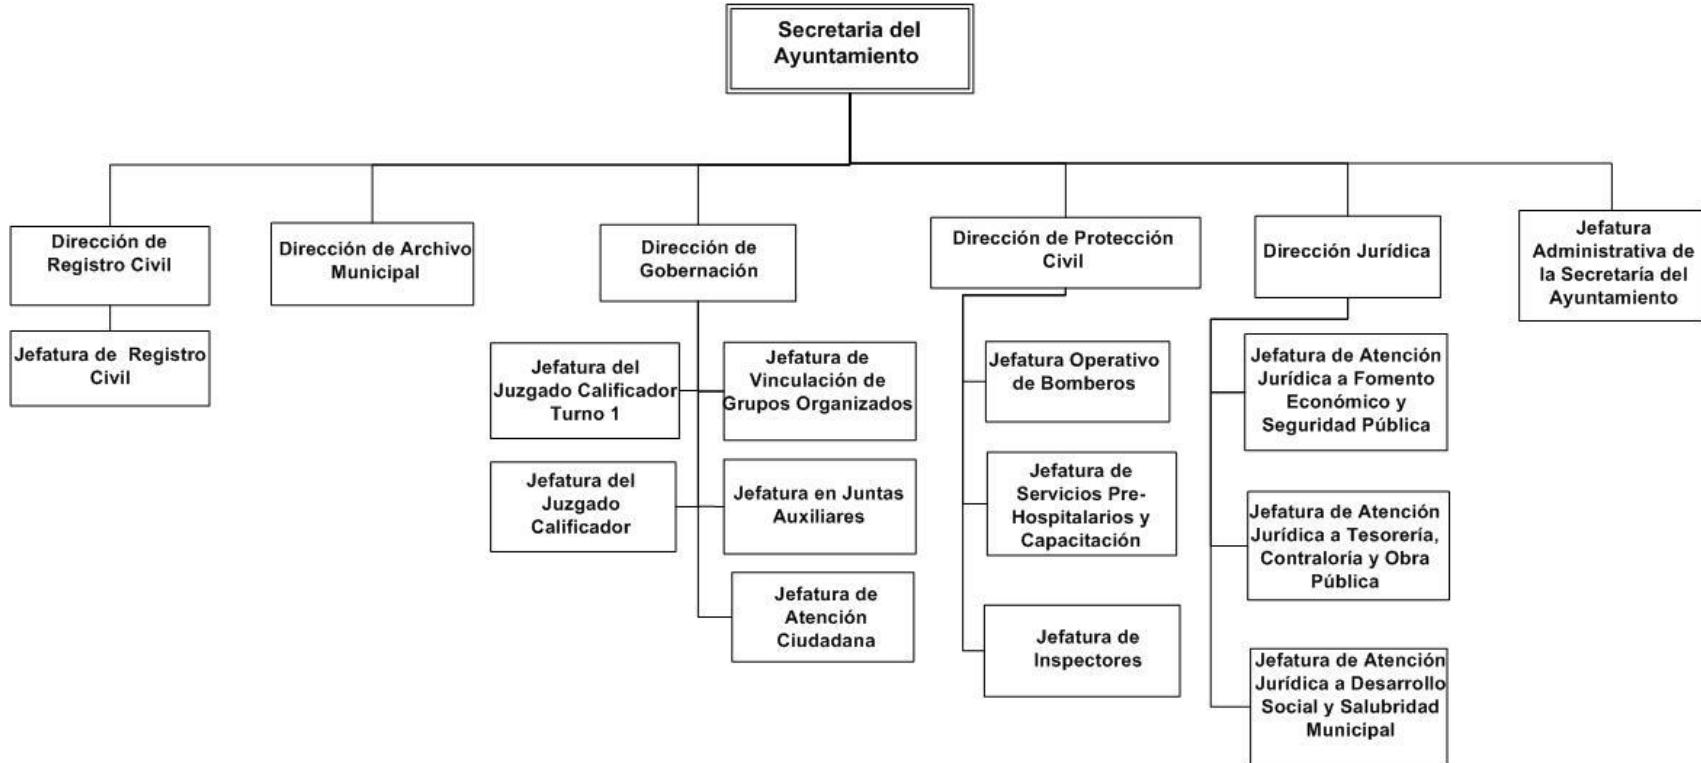 Secretaria del
Ayuntamiento
Dirección de
Registro Civil
Dirección de Archivo
Municipal
Dirección de
Gobernación
Dirección de Protección
Civil
Dirección Jurídica
Jefatura
Administrativa de
la Secretaría del
Ayuntamiento
Jefatura de Registro
Civil
Jefatura del
Juzgado Calificador
Turno 1
Jefatura de
Vinculación de
Grupos Organizados
Jefatura del
Juzgado
Calificador
Jefatura en Juntas
Auxiliares
Jefatura de
Atención
Ciudadana
Jefatura Operativo
de Bomberos
Jefatura de
Servicios Pre-
Hospitalarios y
Capacitación
Jefatura de
Inspectores
Jefatura de Atención
Jurídica a Fomento
Económico y
Seguridad Pública
Jefatura de Atención
Jurídica a Tesorería,
Contraloría y Obra
Pública
Jefatura de Atención
Jurídica a Desarrollo
Social y Salubridad
Municipal